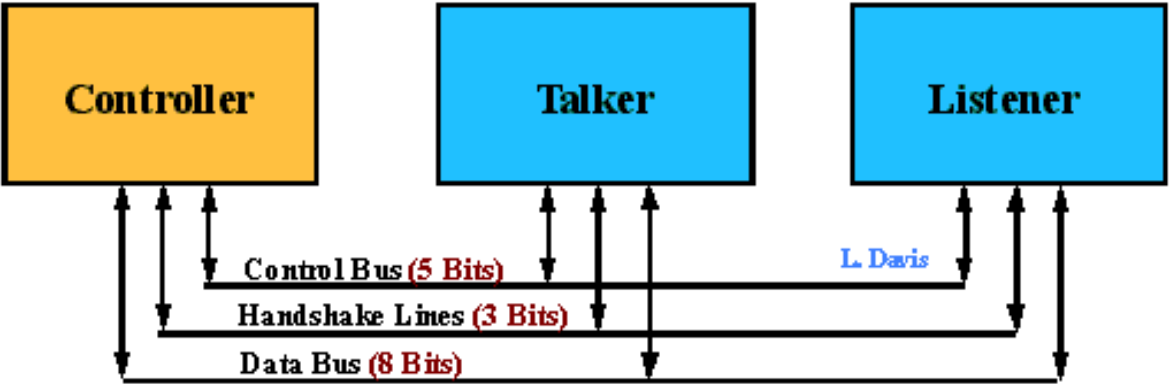 Controller
Talker
Listener
Control Bus (5 Bits)
L. Davis
Handshake Lines (3 Bits)
Data Bus (8 Bits)